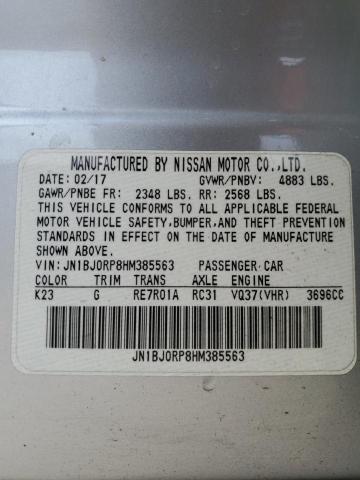 MANUFACTURED BY NISSAN MOTOR CO.,LTD.
DATE: 02/17 GVWR/PNBV: 4883 LBS.
GAWR/PNBE FR: 2348 LBS. RR: 2568 LBS.
THIS VEHICLE CONFORMS TO ALL APPLICABLE FEDERAL
MOTOR VEHICLE SAFETY,BUMPER,AND THEFT PREVENTION
STANDARDS IN EFFECT ON THE DATE OF MANUFACTURE
SHOWN ABOVE.
VIN: JN1BJ0RP8HM385563 PASSENGER CAR
COLOR TRIM TRANS AXLE ENGINE
K23 G RE7R01A RC31 VQ37(VHR) 3696CC
JN1BJ0RP8HM385563